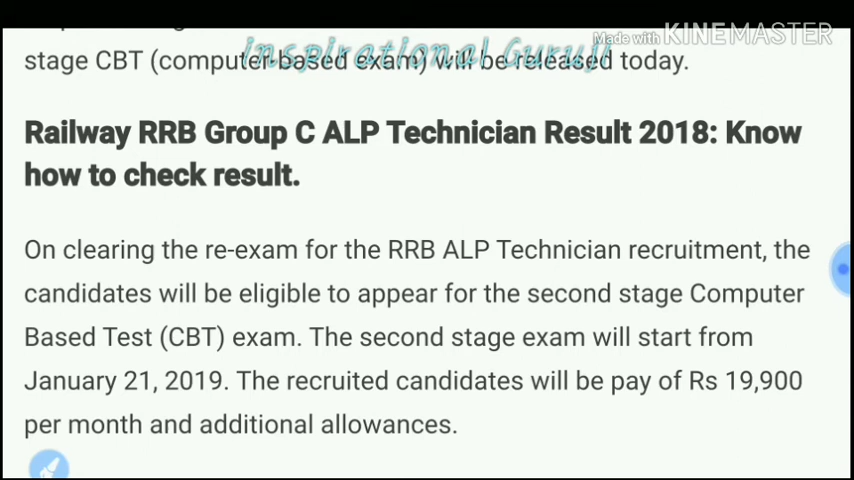 inspirational Guruji
Made with KINEMASTER
stage CBT (computer-based exam) will be released today.
Railway RRB Group C ALP Technician Result 2018: Know
how to check result.
On clearing the re-exam for the RRB ALP Technician recruitment, the
candidates will be eligible to appear for the second stage Computer
Based Test (CBT) exam. The second stage exam will start from
January 21, 2019. The recruited candidates will be pay of Rs 19,900
per month and additional allowances.